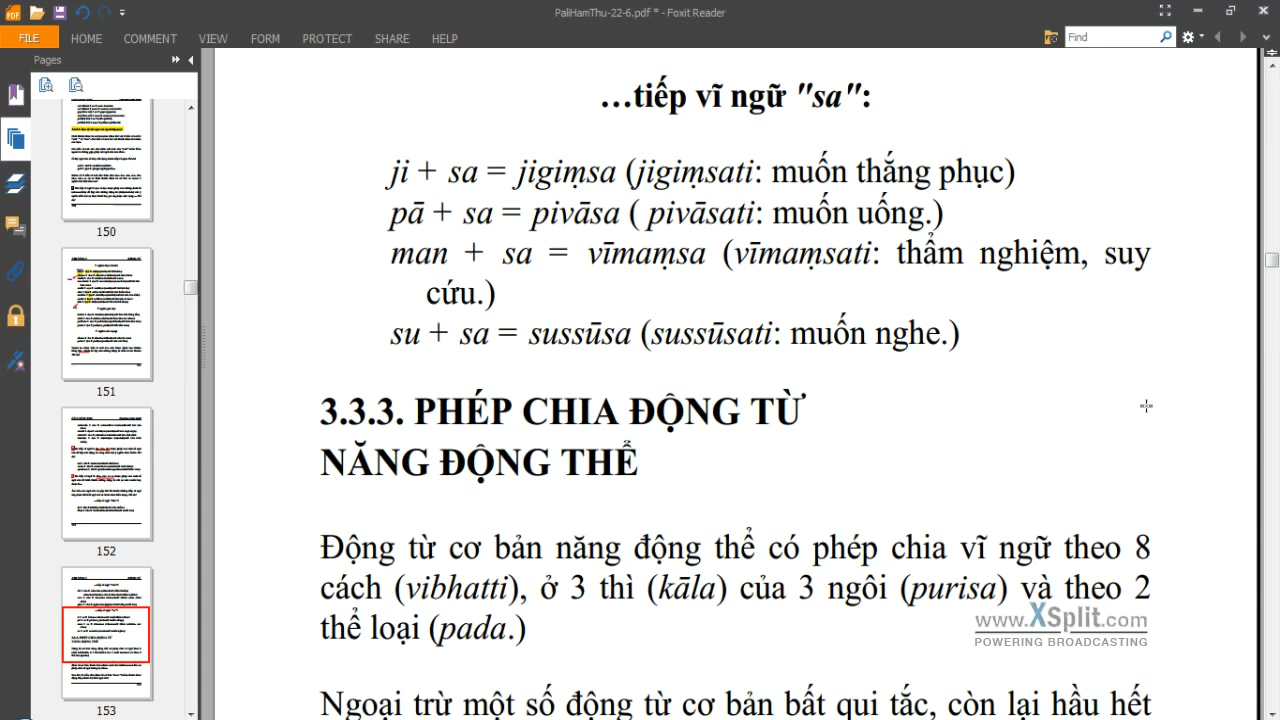 PaliHamThu-22-6.pdf * - Foxit Reader
FILE HOME COMMENT VIEW FORM PROTECT SHARE HELP
Find
Pages
150
151
152
153
…tiếp vĩ ngữ "sa":
ji + sa = jigiṃsa (jigiṃsati: muốn thắng phục)
pā + sa = pivāsa ( pivāsati: muốn uống.)
man + sa = vīmaṃsa (vīmaṃsati: thẩm nghiệm, suy
cứu.)
su + sa = sussūsa (sussūsati: muốn nghe.)
3.3.3. PHÉP CHIA ĐỘNG TỪ
NĂNG ĐỘNG THỂ
Động từ cơ bản năng động thể có phép chia vĩ ngữ theo 8
cách (vibhatti), ở 3 thì (kāla) của 3 ngôi (purisa) và theo 2
thể loại (pada.)
www.XSplit.com
POWERING BROADCASTING
Ngoại trừ một số động từ cơ bản bất qui tắc, còn lại hầu hết